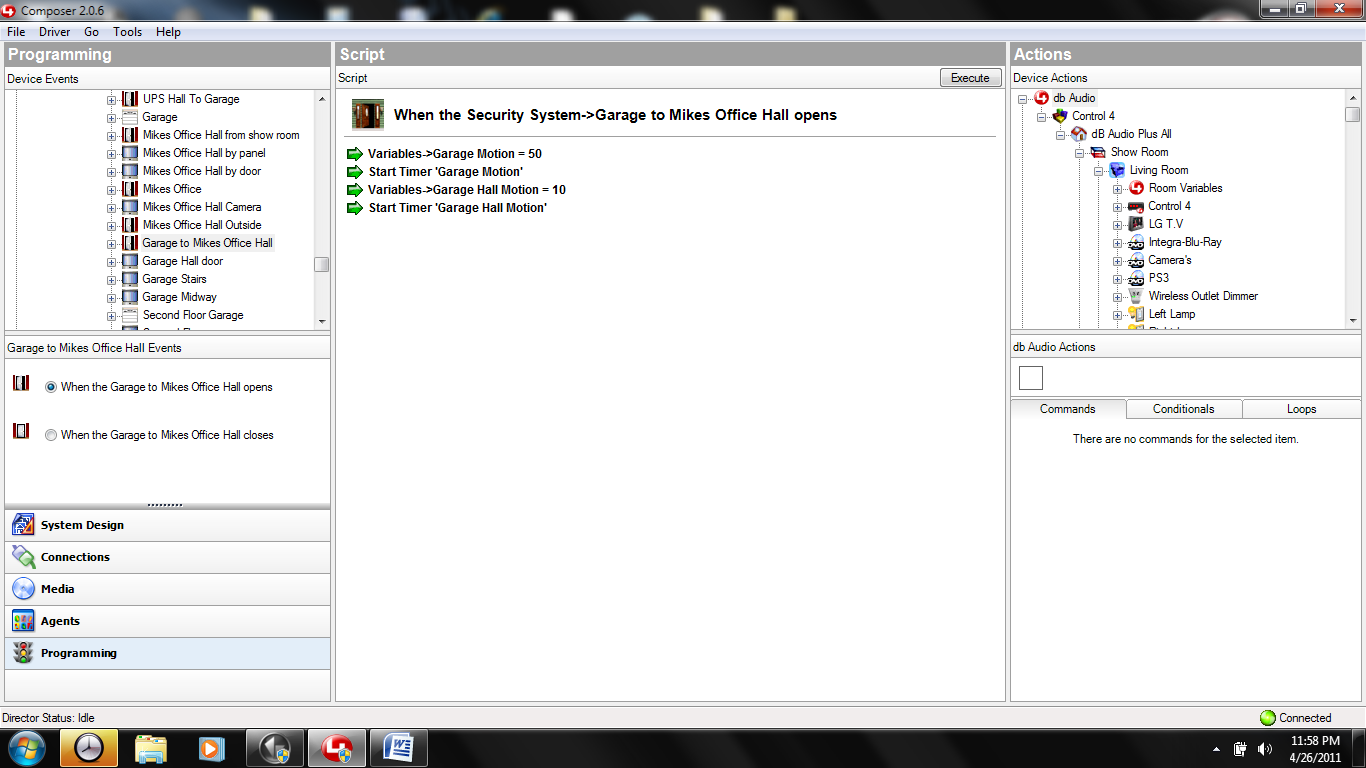 Composer 2.0.6
File Driver Go Tools Help
Programming
Device Events
UPS Hall To Garage
Garage
Mikes Office Hall from show room
Mikes Office Hall by panel
Mikes Office Hall by door
Mikes Office
Mikes Office Hall Camera
Mikes Office Hall Outside
Garage to Mikes Office Hall
Garage Hall door
Garage Stairs
Garage Midway
Second Floor Garage
Garage to Mikes Office Hall Events
When the Garage to Mikes Office Hall opens
When the Garage to Mikes Office Hall closes
System Design
Connections
Media
Agents
Programming
Script
Script
Execute
When the Security System->Garage to Mikes Office Hall opens
Variables->Garage Motion = 50
Start Timer 'Garage Motion'
Variables->Garage Hall Motion = 10
Start Timer 'Garage Hall Motion'
Actions
Device Actions
db Audio
Control 4
dB Audio Plus All
Show Room
Living Room
Room Variables
Control 4
LG T.V
Integra-Blu-Ray
Camera's
PS3
Wireless Outlet Dimmer
Left Lamp
db Audio Actions
Commands Conditionals Loops
There are no commands for the selected item.
Director Status: Idle
Connected
11:58 PM
4/26/2011